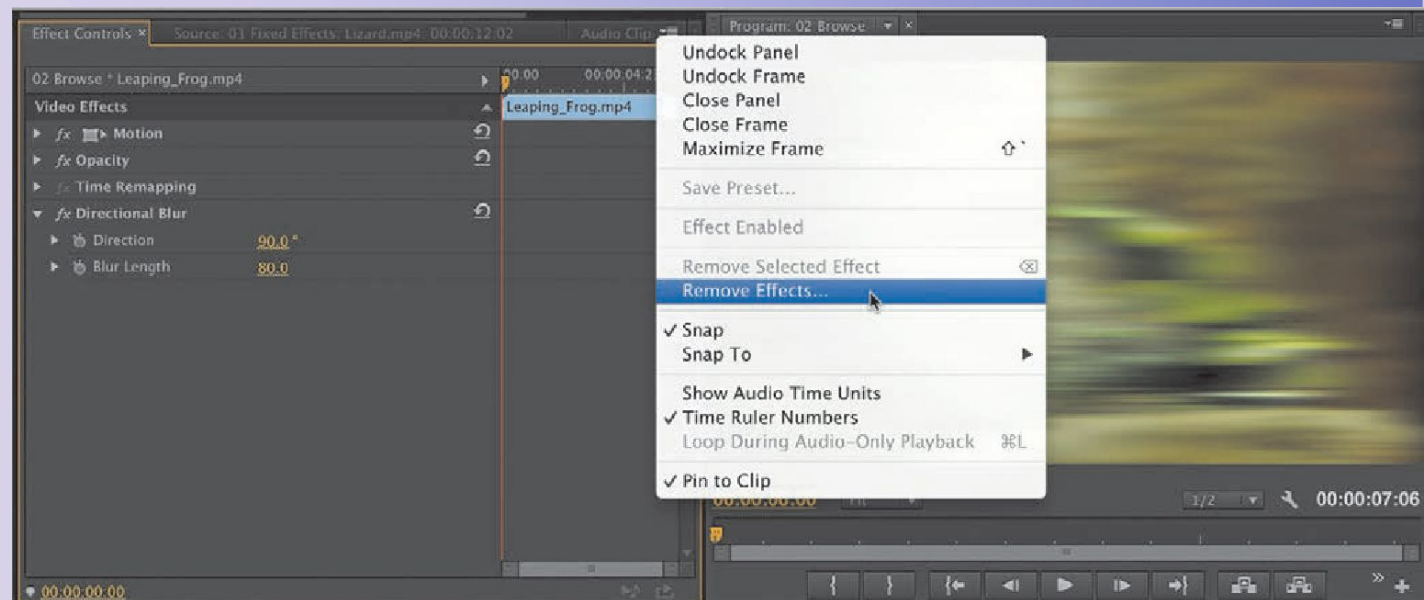 Effect Controls × Source: 01 Fixed Effects: Lizard.mp4: 00:00:12:02 Audio Clip
Program: 02 Browse ×
02 Browse * Leaping_Frog.mp4
00.00 00:00:04:2
Video Effects
Leaping_Frog.mp4
fx Motion
fx Opacity
fx Time Remapping
fx Directional Blur
Direction 90.0 °
Blur Length 80.0
00:00:00:00
Undock Panel
Undock Frame
Close Panel
Close Frame
Maximize Frame ⇧`
Save Preset...
Effect Enabled
Remove Selected Effect ⌫
Remove Effects...
✓ Snap
Snap To ▶
Show Audio Time Units
✓ Time Ruler Numbers
Loop During Audio-Only Playback ⌘L
✓ Pin to Clip
00:00:00:00 Fit 1/2 00:00:07:06